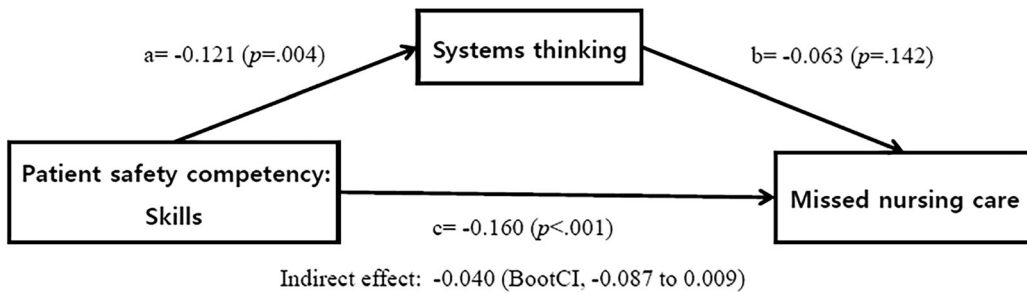 Systems thinking
a= -0.121 (p=.004)
b= -0.063 (p=.142)
Patient safety competency:
Skills
Missed nursing care
c= -0.160 (p<.001)
Indirect effect: -0.040 (BootCI, -0.087 to 0.009)